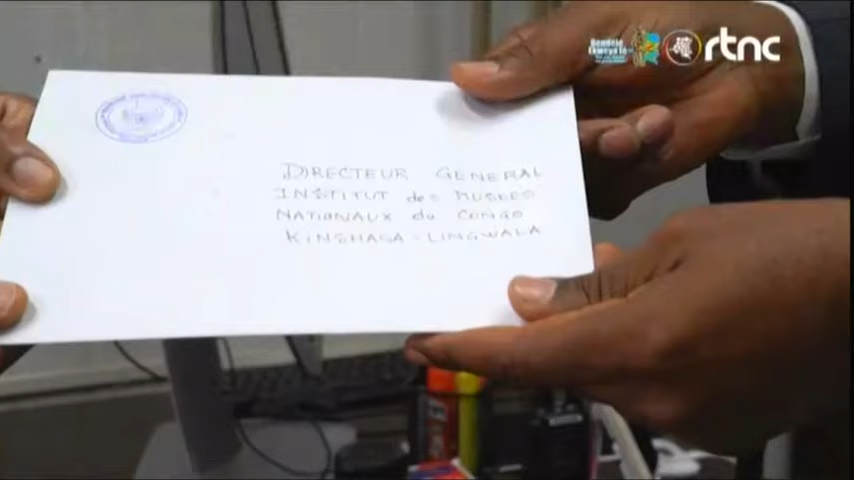 rtnc
DIRECTEUR GENERAL
INSTITUT des MUSEES
NATIONAUX du CONGO
KINSHASA - LINGWALA